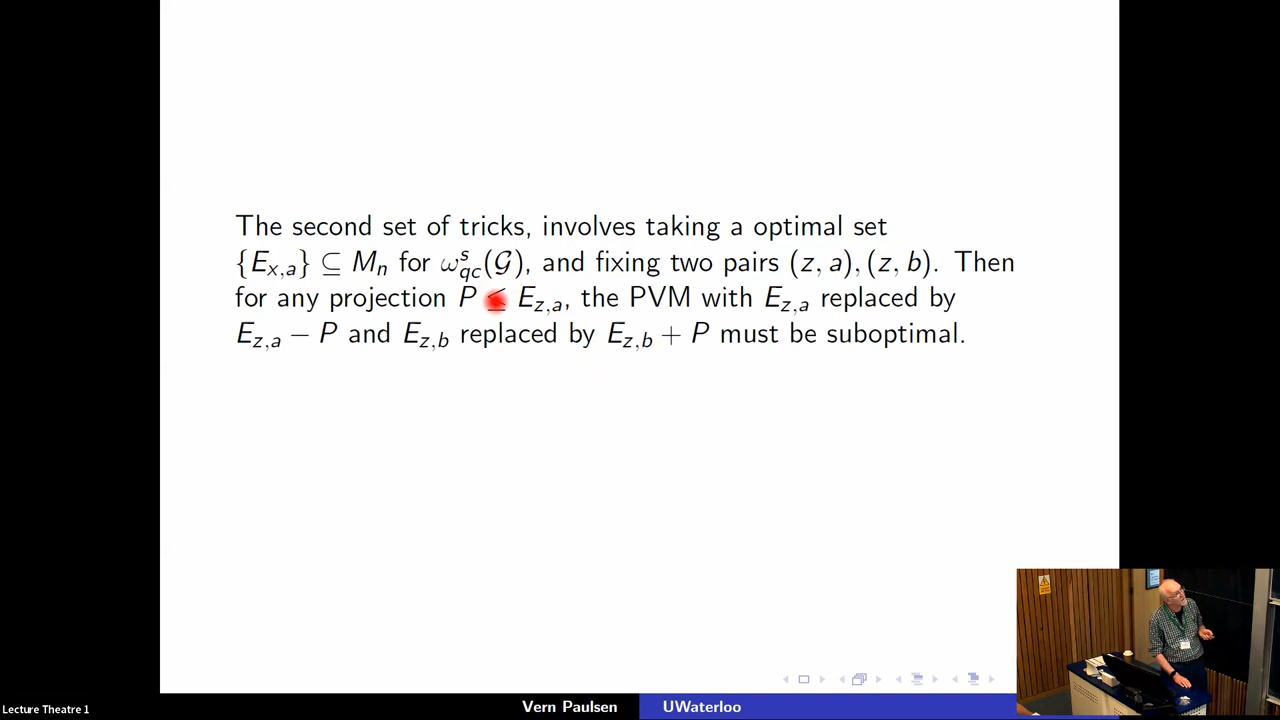 The second set of tricks, involves taking a optimal set
{E_{x,a}} ⊆ M_n for ω^s_{qc}(𝒢), and fixing two pairs (z, a), (z, b). Then
for any projection P ≤ E_{z,a}, the PVM with E_{z,a} replaced by
E_{z,a} − P and E_{z,b} replaced by E_{z,b} + P must be suboptimal.
Vern Paulsen UWaterloo
Lecture Theatre 1